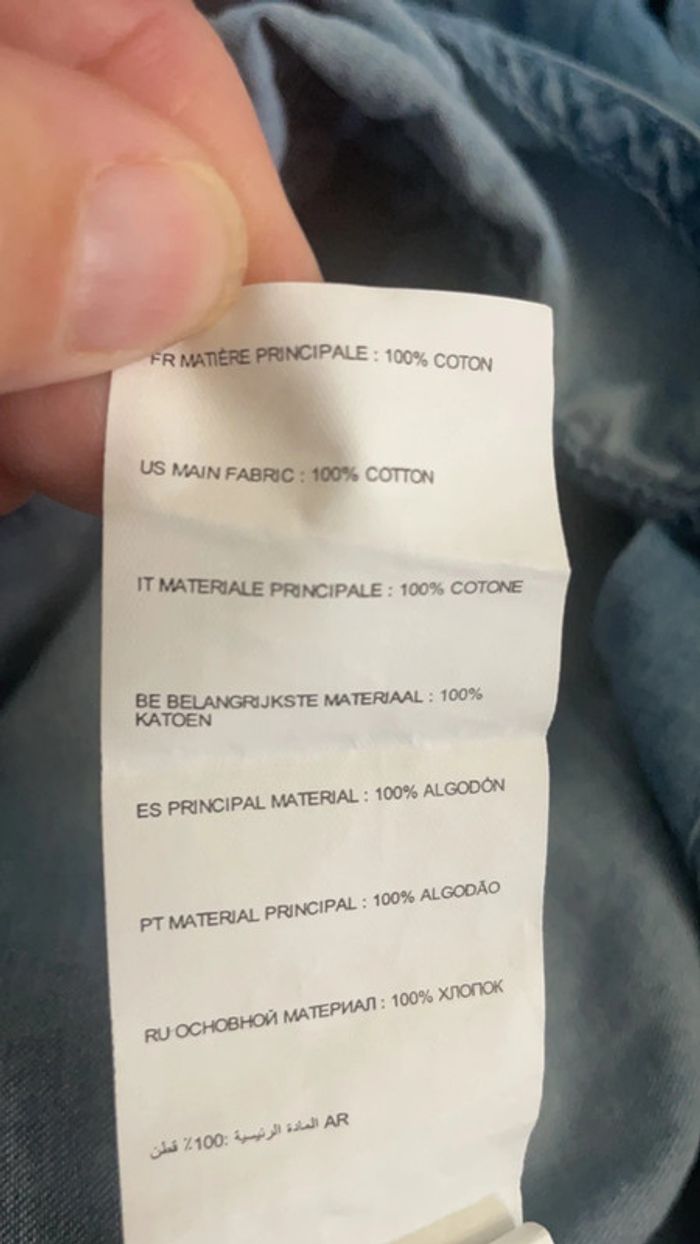 FR MATIÈRE PRINCIPALE : 100% COTON
US MAIN FABRIC : 100% COTTON
IT MATERIALE PRINCIPALE : 100% COTONE
BE BELANGRIJKSTE MATERIAAL : 100%
KATOEN
ES PRINCIPAL MATERIAL : 100% ALGODÓN
PT MATERIAL PRINCIPAL : 100% ALGODÃO
RU ОСНОВНОЙ МАТЕРИАЛ : 100% ХЛОПОК
AR المادة الرئيسية :100٪ قطن